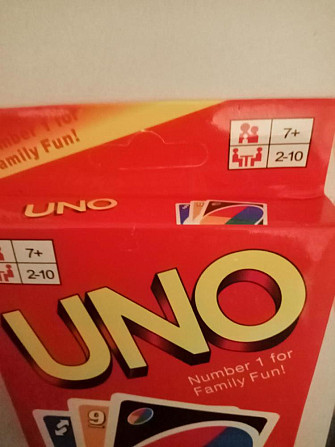 Number 1 for
Family Fun!
7+
2-10
UNO
7+
2-10
UNO
Number 1 for
Family Fun!
9